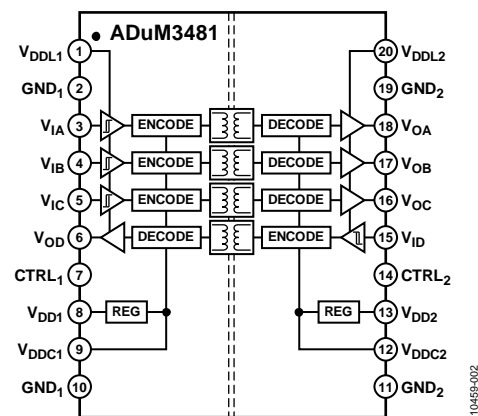 ADuM3481
VDDL1 1 20 VDDL2
GND1 2 19 GND2
VIA 3 ENCODE DECODE 18 VOA
VIB 4 ENCODE DECODE 17 VOB
VIC 5 ENCODE DECODE 16 VOC
VOD 6 DECODE ENCODE 15 VID
CTRL1 7 14 CTRL2
VDD1 8 REG REG 13 VDD2
VDDC1 9 12 VDDC2
GND1 10 11 GND2
10459-002